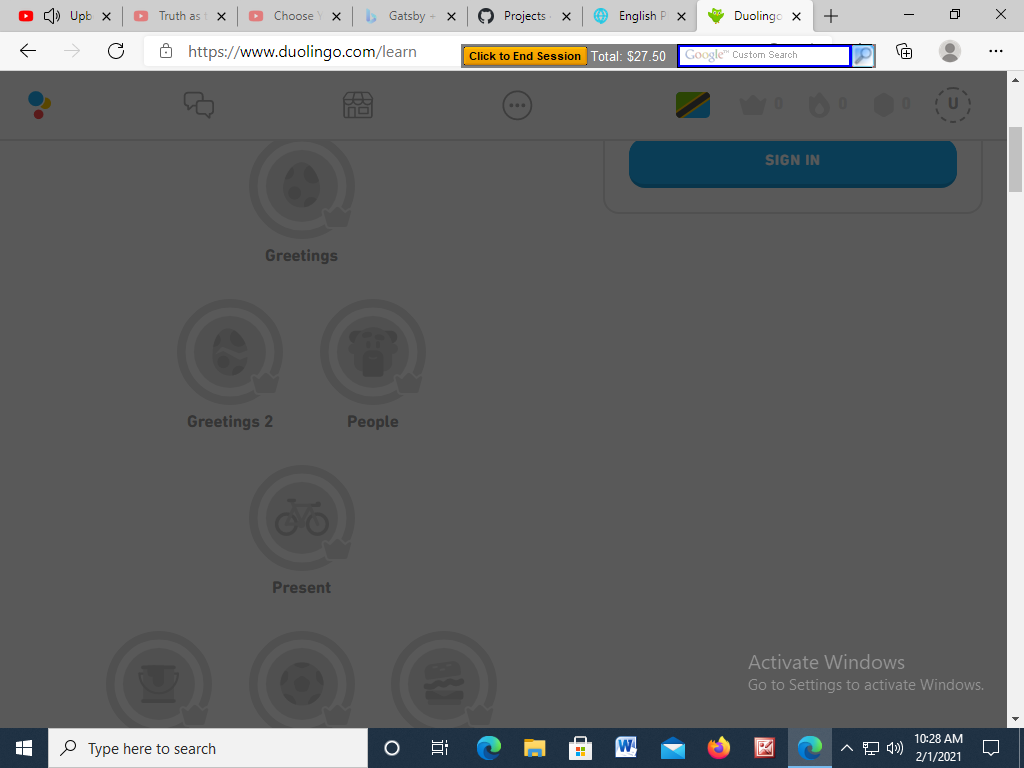 Upb
Truth as t
Choose Y
Gatsby +
Projects ·
English Pl
Duolingo
https://www.duolingo.com/learn
Click to End Session Total: $27.50
Google™ Custom Search
0 0 0 U
SIGN IN
Greetings
Greetings 2 People
Present
Activate Windows
Go to Settings to activate Windows.
Type here to search
10:28 AM
2/1/2021